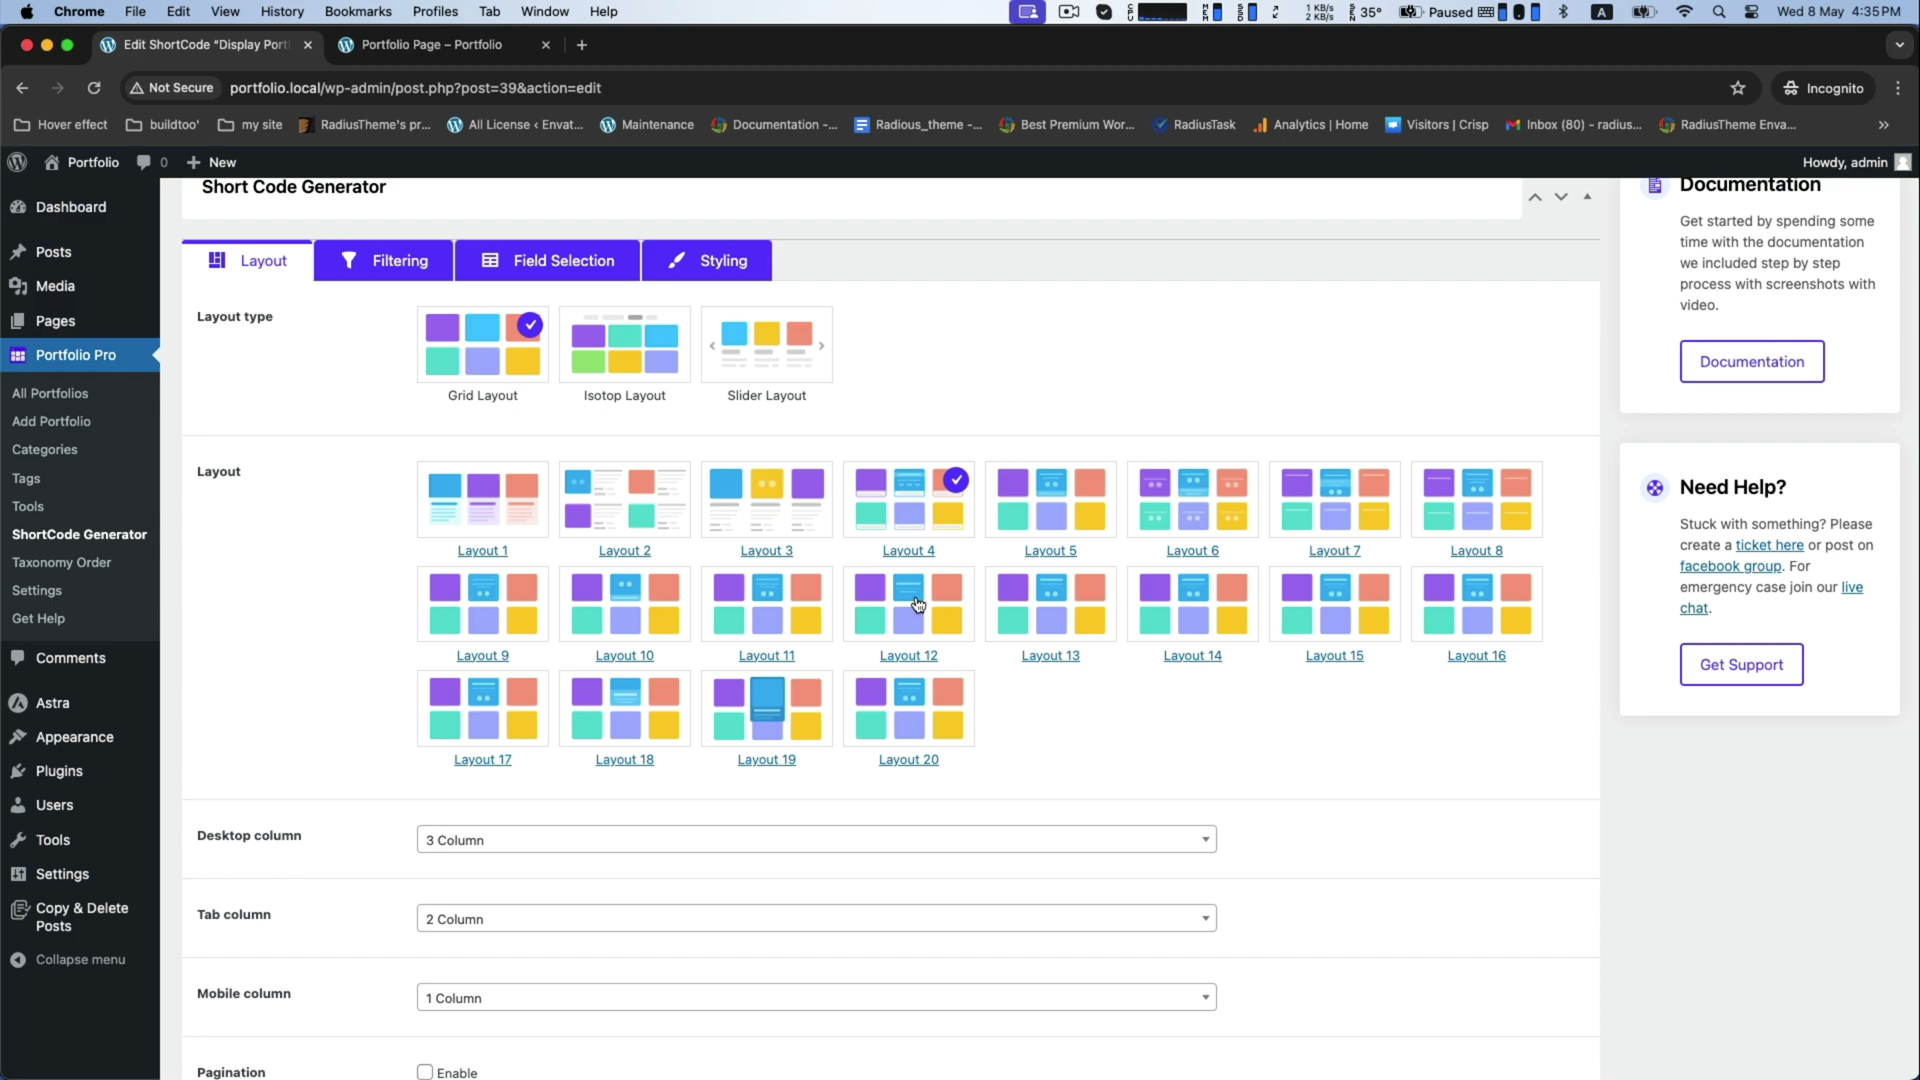 Chrome File Edit View History Bookmarks Profiles Tab Window Help
1 KB/s
2 KB/s
35° Paused A Wed 8 May 4:35 PM
Edit ShortCode "Display Port
Portfolio Page – Portfolio
Not Secure portfolio.local/wp-admin/post.php?post=39&action=edit Incognito
Hover effect buildtoo' my site RadiusTheme's pr... All License ‹ Envat... Maintenance Documentation –... Radious_theme –... Best Premium Wor... RadiusTask Analytics | Home Visitors | Crisp Inbox (80) - radius... RadiusTheme Enva... »
Portfolio 0 + New Howdy, admin
Dashboard
Posts
Media
Pages
Portfolio Pro
All Portfolios
Add Portfolio
Categories
Tags
Tools
ShortCode Generator
Taxonomy Order
Settings
Get Help
Comments
Astra
Appearance
Plugins
Users
Tools
Settings
Copy & Delete
Posts
Collapse menu
Short Code Generator
Layout Filtering Field Selection Styling
Layout type
Grid Layout Isotop Layout Slider Layout
Layout
Layout 1 Layout 2 Layout 3 Layout 4 Layout 5 Layout 6 Layout 7 Layout 8
Layout 9 Layout 10 Layout 11 Layout 12 Layout 13 Layout 14 Layout 15 Layout 16
Layout 17 Layout 18 Layout 19 Layout 20
Desktop column 3 Column
Tab column 2 Column
Mobile column 1 Column
Pagination Enable
Documentation
Get started by spending some
time with the documentation
we included step by step
process with screenshots with
video.
Documentation
Need Help?
Stuck with something? Please
create a ticket here or post on
facebook group. For
emergency case join our live
chat.
Get Support